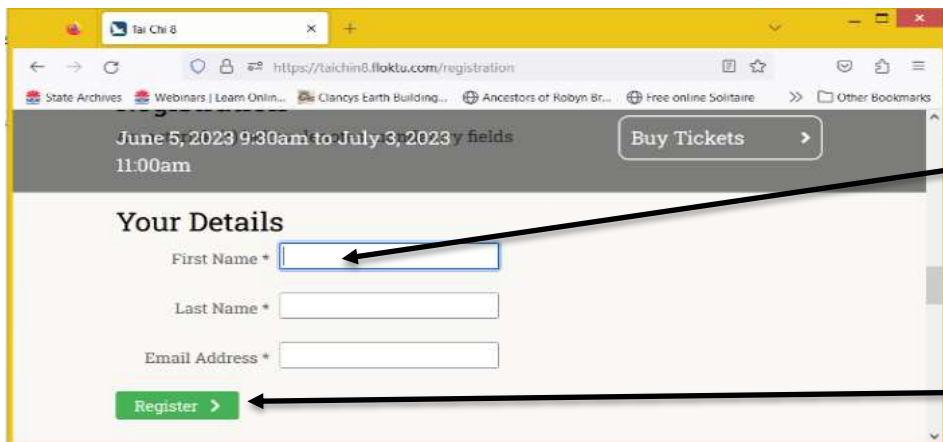 Tai Chi 8
https://taichin8.floktu.com/registration
State Archives Webinars | Learn Onlin... Clancys Earth Building... Ancestors of Robyn Br... Free online Solitaire Other Bookmarks
June 5, 2023 9:30am to July 3, 2023
fields
11:00am
Buy Tickets
Your Details
First Name *
Last Name *
Email Address *
Register